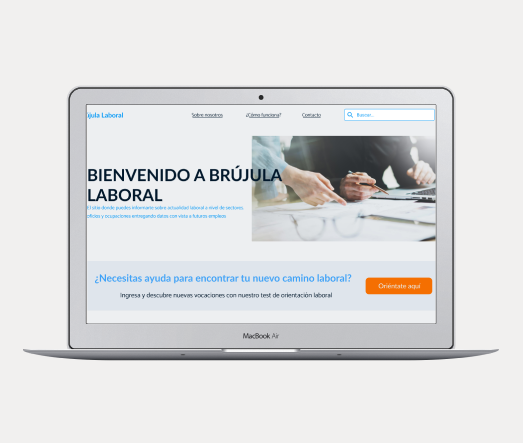 újula Laboral
Sobre nosotros
¿Cómo funciona?
Contacto
Buscar...
BIENVENIDO A BRÚJULA
LABORAL
El sitio donde puedes informarte sobre actualidad laboral a nivel de sectores,
oficios y ocupaciones entregando datos con vista a futuros empleos
¿Necesitas ayuda para encontrar tu nuevo camino laboral?
Ingresa y descubre nuevas vocaciones con nuestro test de orientación laboral
Oriéntate aquí
MacBook Air